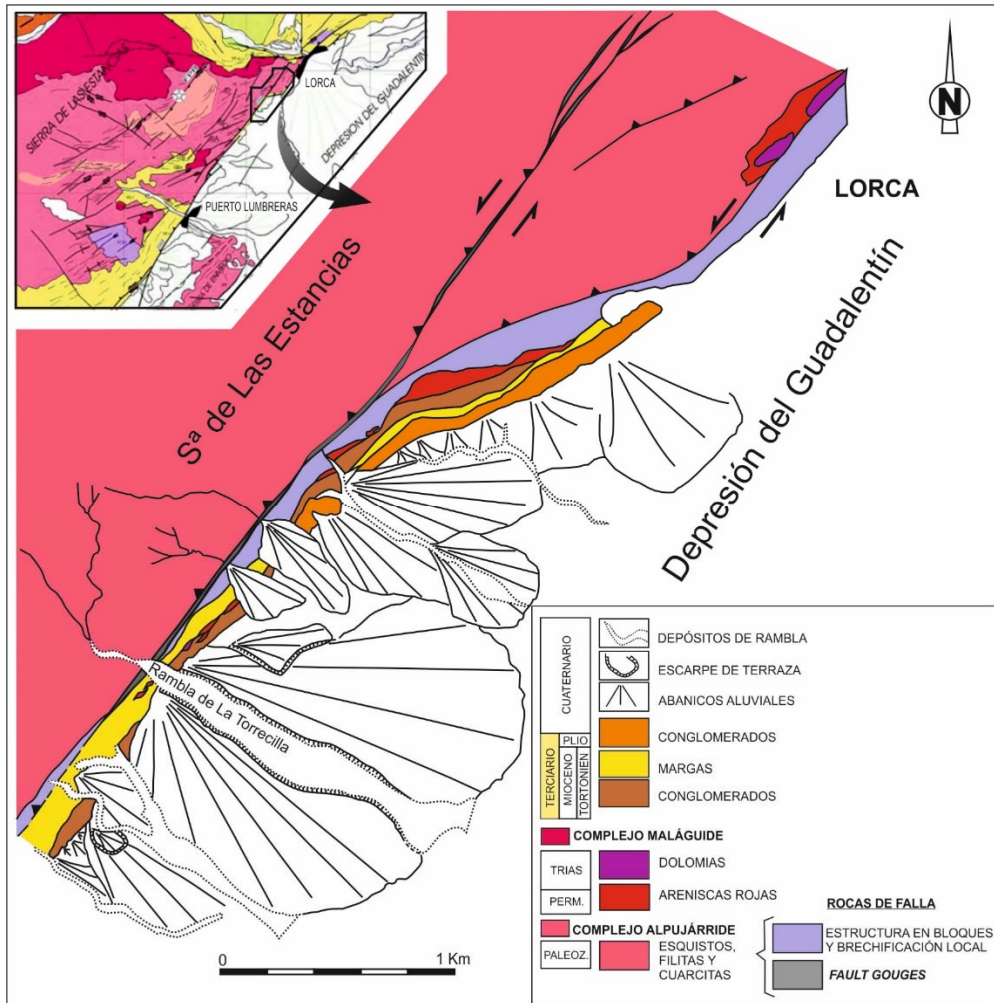 SIERRA DE LAS ESTANCIAS
LORCA
DEPRESION DEL GUADALENTÍN
PUERTO LUMBRERAS
N
LORCA
Sª de Las Estancias
Depresión del Guadalentín
Rambla de La Torrecilla
0 1 Km
CUATERNARIO
DEPÓSITOS DE RAMBLA
ESCARPE DE TERRAZA
ABANICOS ALUVIALES
TERCIARIO
PLIO
CONGLOMERADOS
MIOCENO
TORTONIEN
MARGAS
CONGLOMERADOS
COMPLEJO MALÁGUIDE
TRIAS
DOLOMIAS
PERM.
ARENISCAS ROJAS
COMPLEJO ALPUJÁRRIDE
PALEOZ.
ESQUISTOS,
FILITAS Y
CUARCITAS
ROCAS DE FALLA
ESTRUCTURA EN BLOQUES
Y BRECHIFICACIÓN LOCAL
FAULT GOUGES